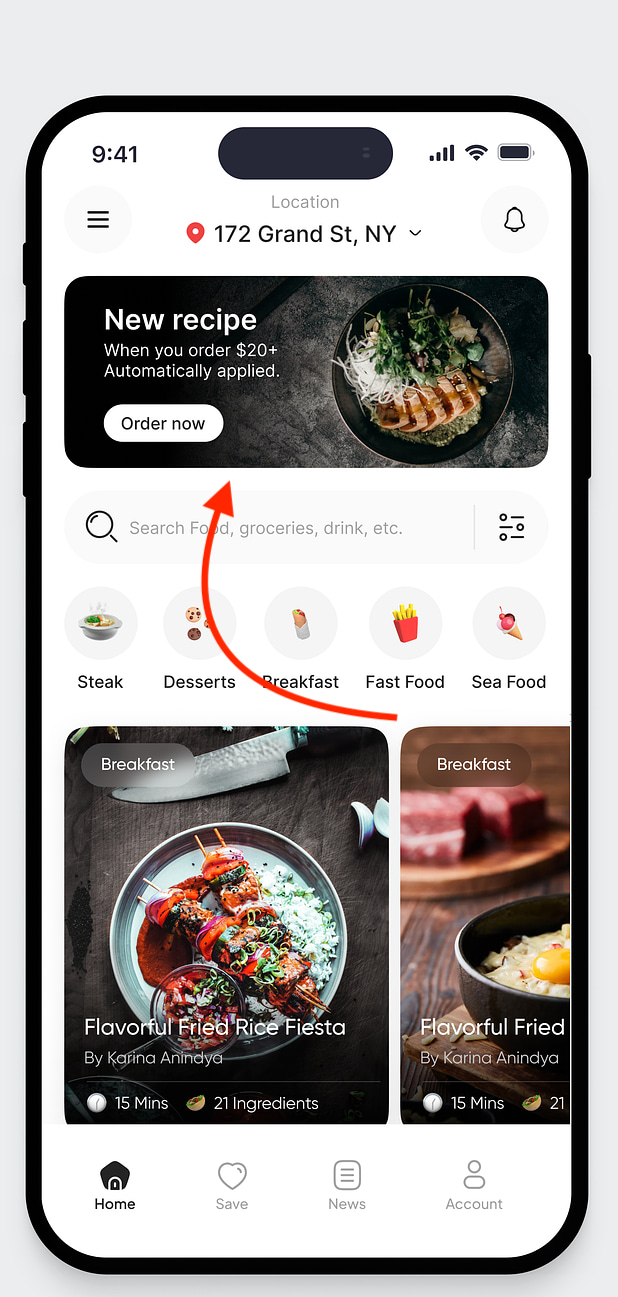 9:41
Location
172 Grand St, NY
New recipe
When you order $20+
Automatically applied.
Order now
Search Food, groceries, drink, etc.
Steak
Desserts
Breakfast
Fast Food
Sea Food
Breakfast
Flavorful Fried Rice Fiesta
By Karina Anindya
15 Mins 21 Ingredients
Breakfast
Flavorful Fried
By Karina Anindya
15 Mins 21
Home
Save
News
Account